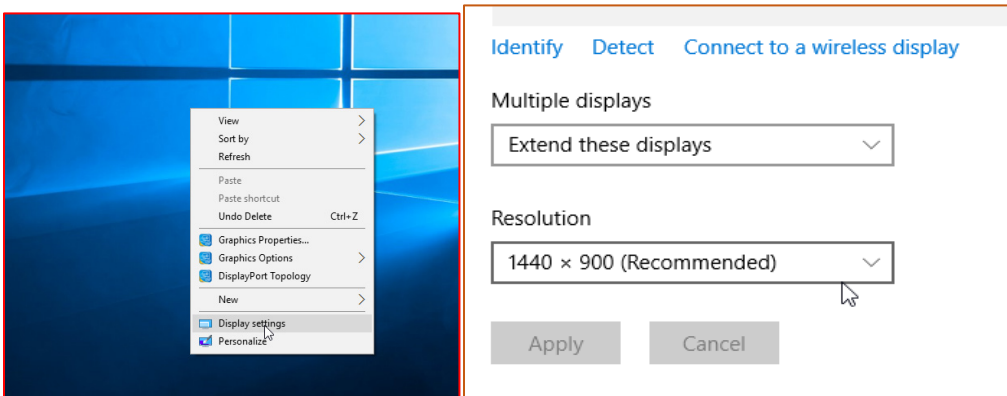 View
Sort by
Refresh
Paste
Paste shortcut
Undo Delete Ctrl+Z
Graphics Properties...
Graphics Options
DisplayPort Topology
New
Display settings
Personalize
Identify Detect Connect to a wireless display
Multiple displays
Extend these displays
Resolution
1440 × 900 (Recommended)
Apply Cancel